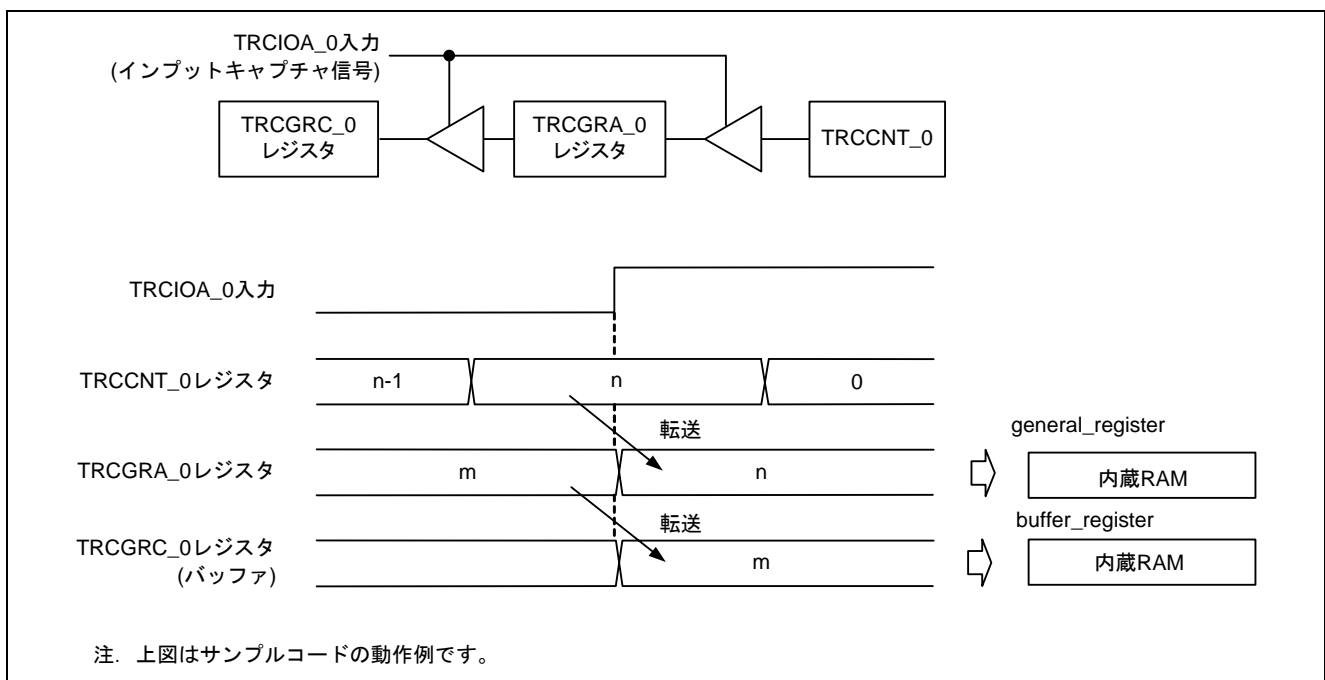 TRCIOA_0入力
(インプットキャプチャ信号)
TRCGRC_0
レジスタ
TRCGRA_0
レジスタ
TRCCNT_0
TRCIOA_0入力
TRCCNT_0レジスタ
n-1
n
0
転送
general_register
TRCGRA_0レジスタ
m
n
内蔵RAM
転送
buffer_register
TRCGRC_0レジスタ
(バッファ)
m
内蔵RAM
注. 上図はサンプルコードの動作例です。